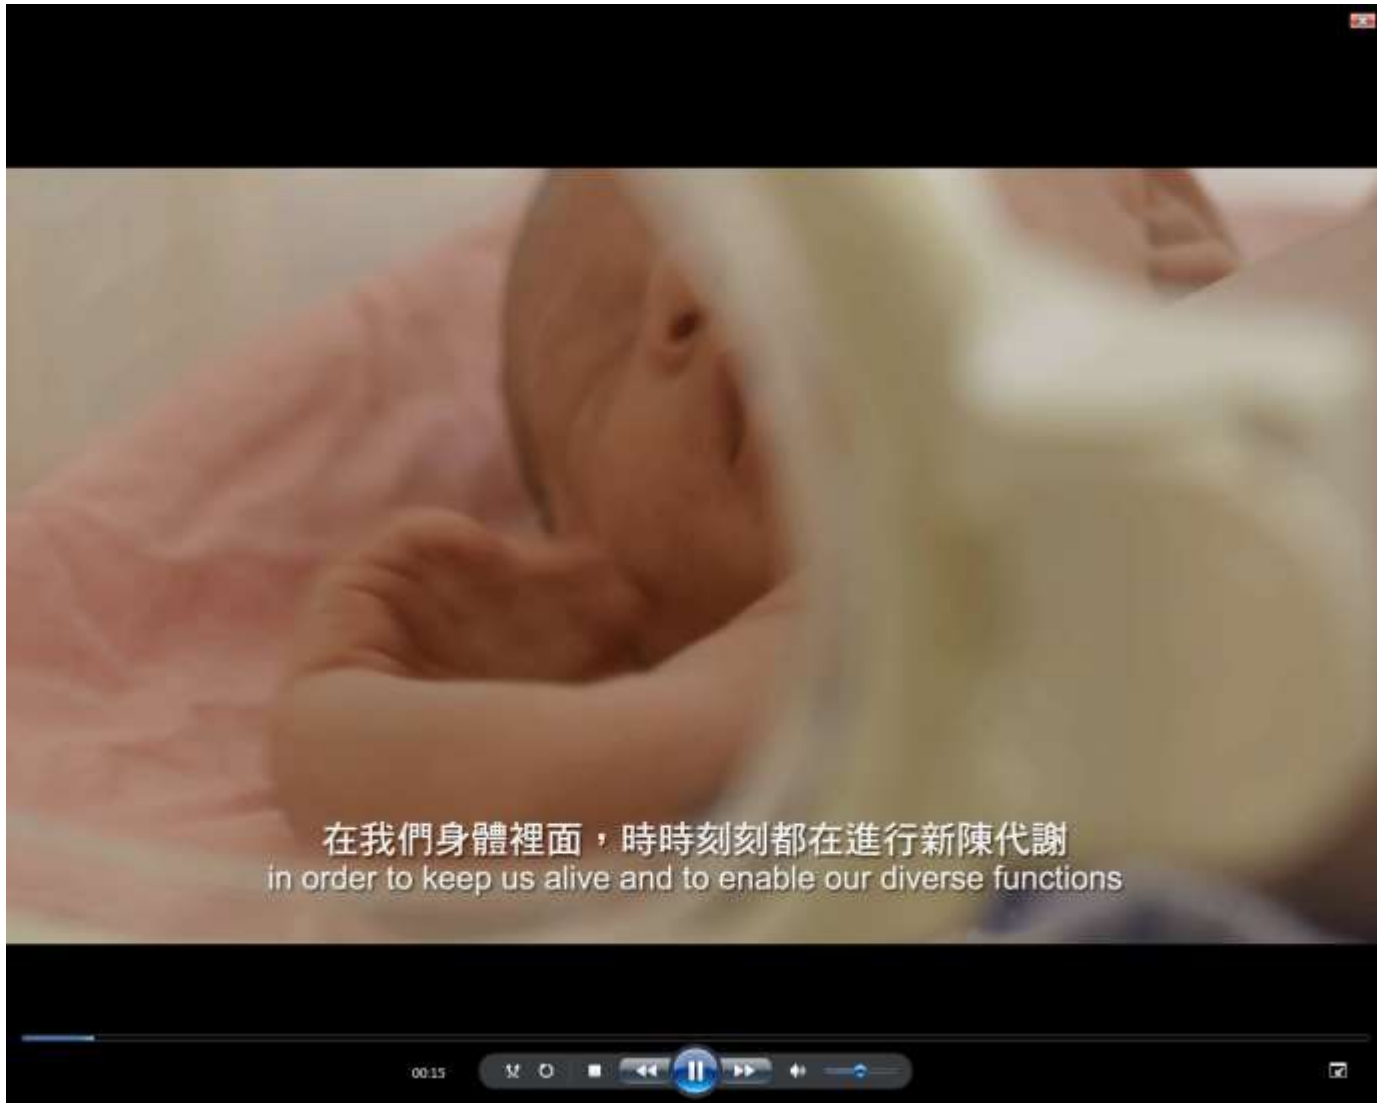 在我們身體裡面，時時刻刻都在進行新陳代謝
in order to keep us alive and to enable our diverse functions
00:15